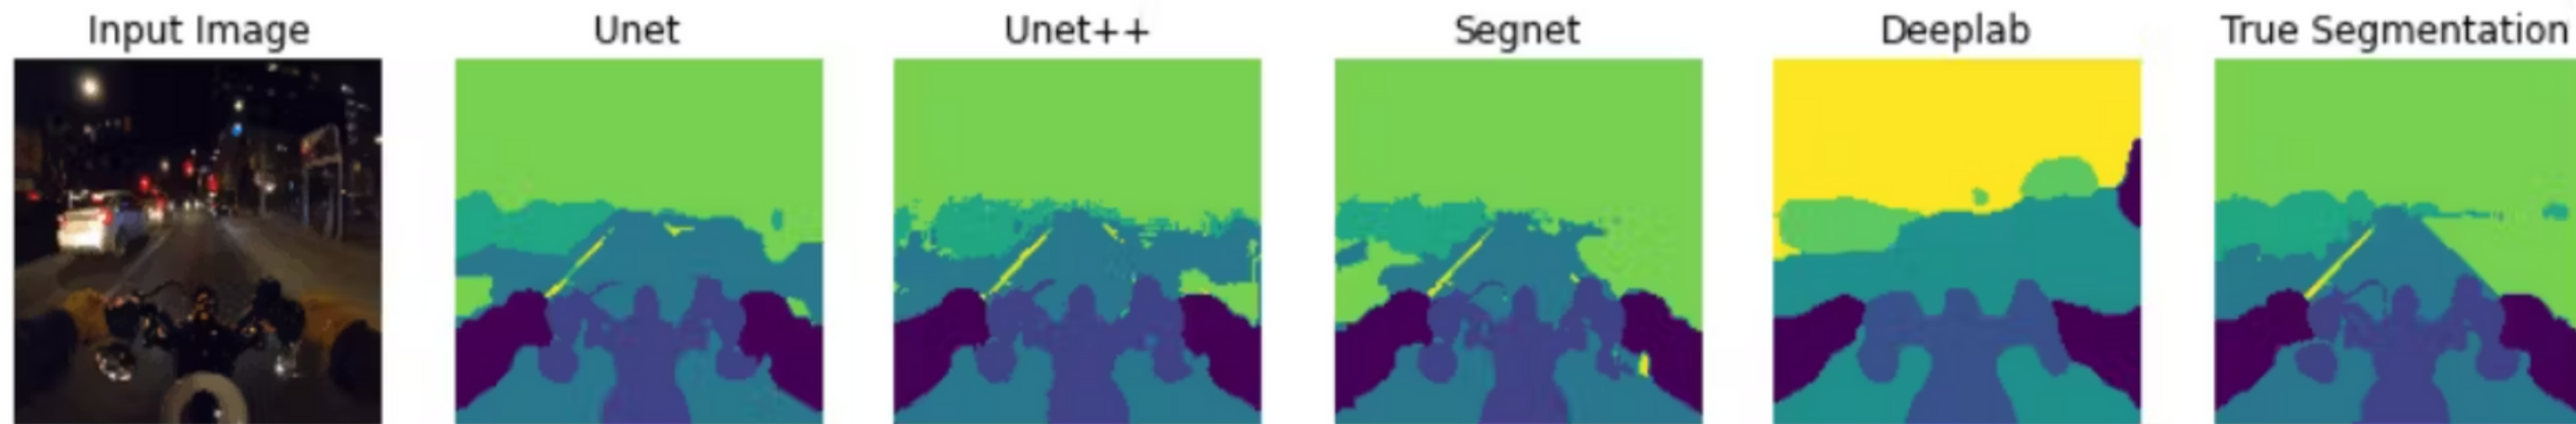 Input Image
Unet
Unet++
Segnet
Deeplab
True Segmentation